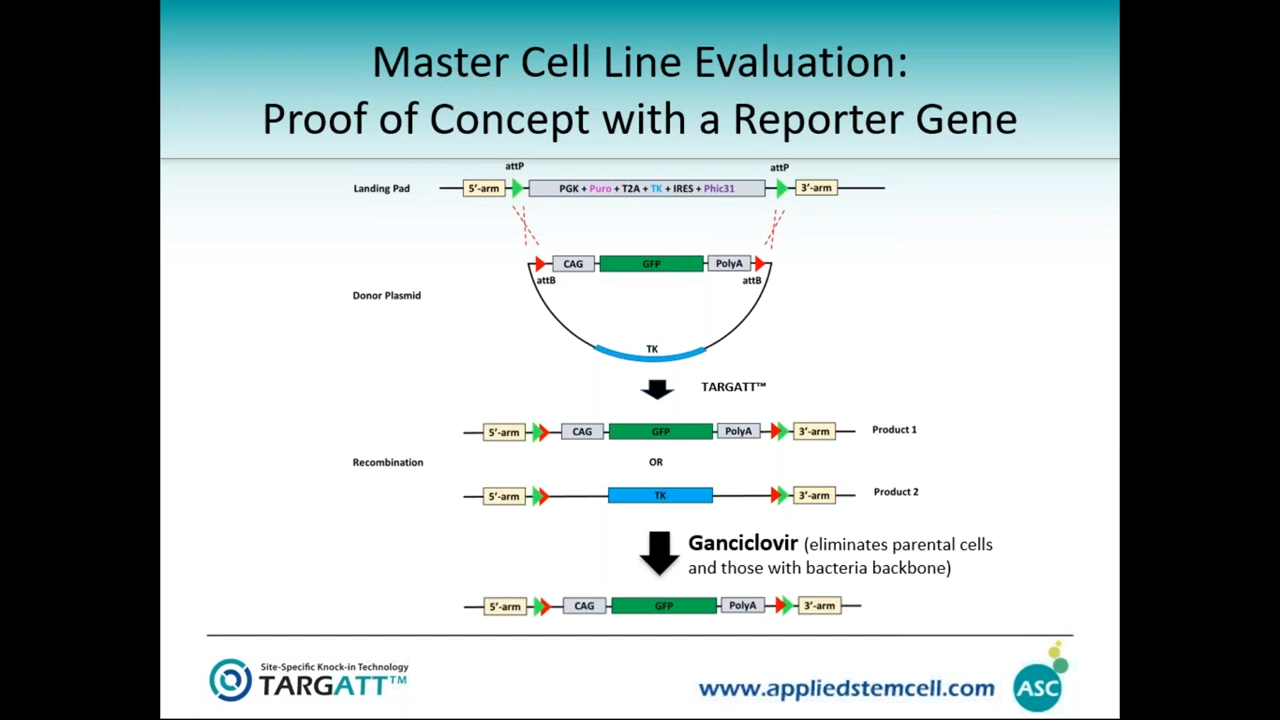 Master Cell Line Evaluation:
Proof of Concept with a Reporter Gene
attP
attP
Landing Pad
5'-arm
PGK + Puro + T2A + TK + IRES + Phic31
3'-arm
CAG
GFP
PolyA
attB
attB
Donor Plasmid
TK
TARGATT™
5'-arm
CAG
GFP
PolyA
3'-arm
Product 1
Recombination
OR
5'-arm
TK
3'-arm
Product 2
Ganciclovir (eliminates parental cells
and those with bacteria backbone)
5'-arm
CAG
GFP
PolyA
3'-arm
Site-Specific Knock-in Technology
TARGATT™
www.appliedstemcell.com
ASC